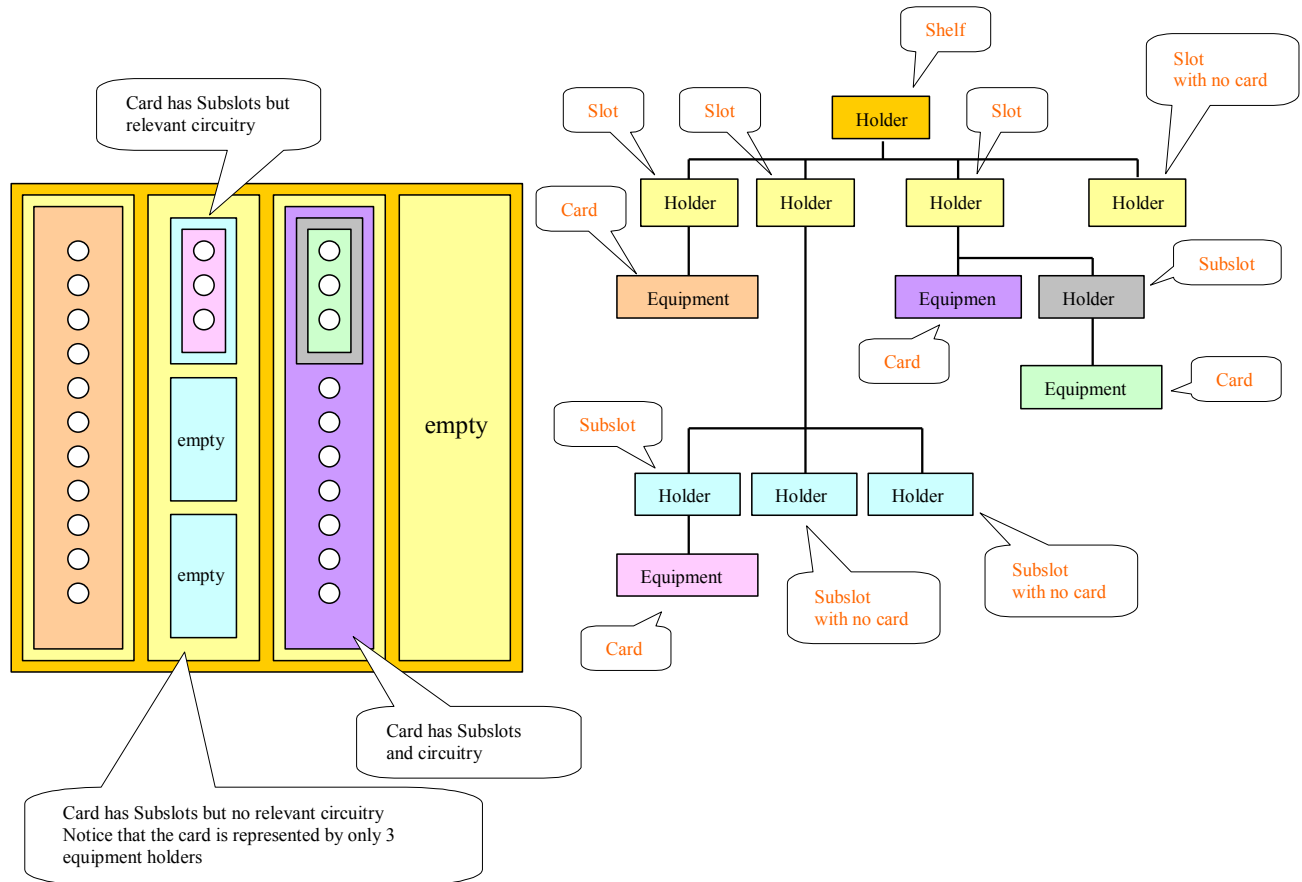 Card has Subslots but
relevant circuitry
empty
empty
empty
Card has Subslots
and circuitry
Card has Subslots but no relevant circuitry
Notice that the card is represented by only 3
equipment holders
Shelf
Slot
with no card
Slot
Slot
Slot
Holder
Holder
Holder
Holder
Holder
Card
Subslot
Equipment
Equipmen
Holder
Card
Equipment
Card
Subslot
Holder
Holder
Holder
Equipment
Subslot
with no card
Subslot
with no card
Card